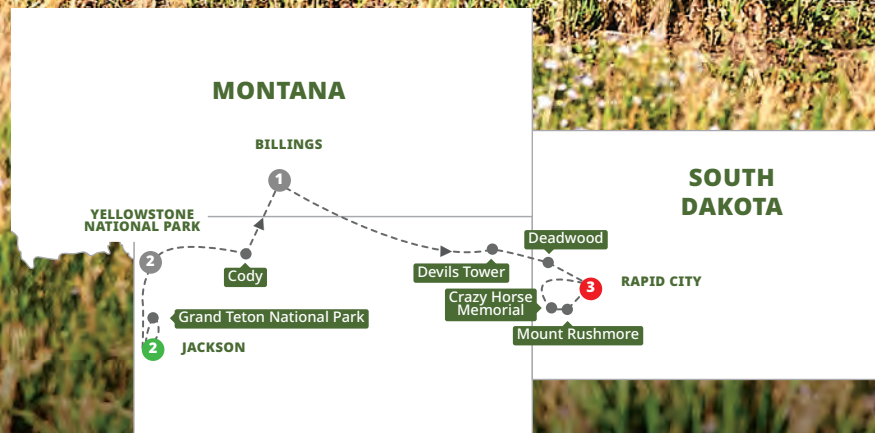 MONTANA
BILLINGS
1
SOUTH
DAKOTA
YELLOWSTONE
NATIONAL PARK
2
Cody
Devils Tower
Deadwood
3
RAPID CITY
Crazy Horse
Memorial
Mount Rushmore
Grand Teton National Park
2
JACKSON